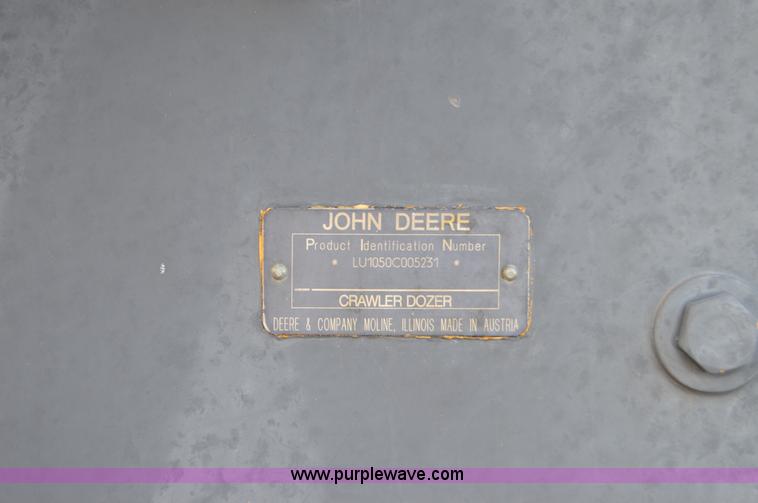 JOHN DEERE
Product Identification Number
* LU1050C005231 *
CRAWLER DOZER
DEERE & COMPANY MOLINE, ILLINOIS MADE IN AUSTRIA
www.purplewave.com